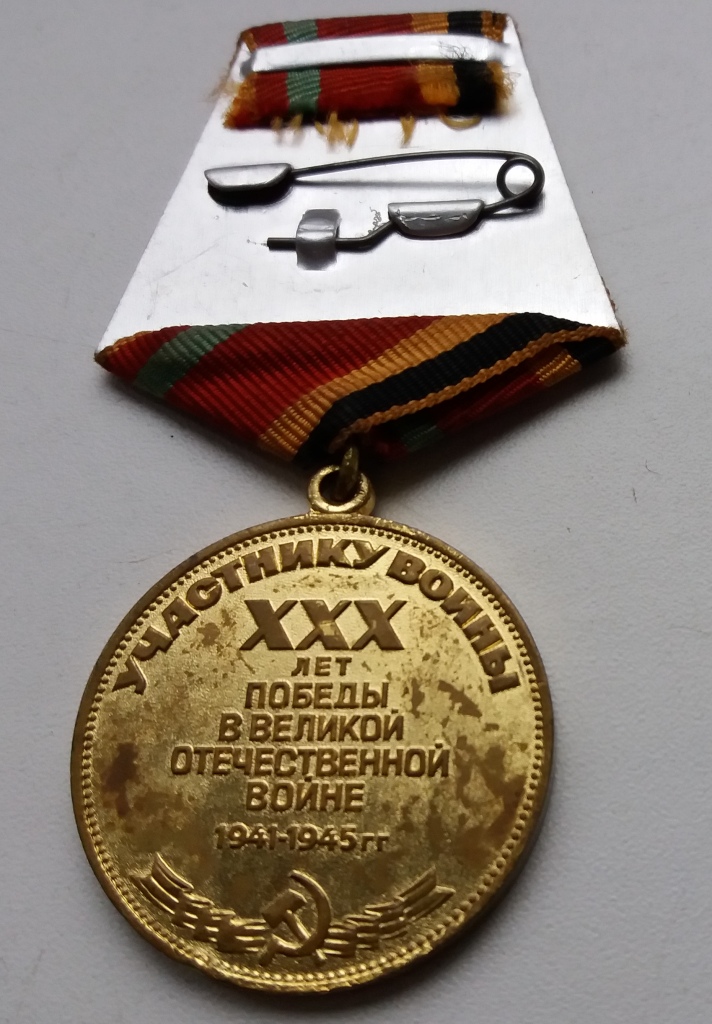 УЧАСТНИКУ ВОЙНЫ
XXX
ЛЕТ
ПОБЕДЫ
В ВЕЛИКОЙ
ОТЕЧЕСТВЕННОЙ
ВОЙНЕ
1941-1945гг